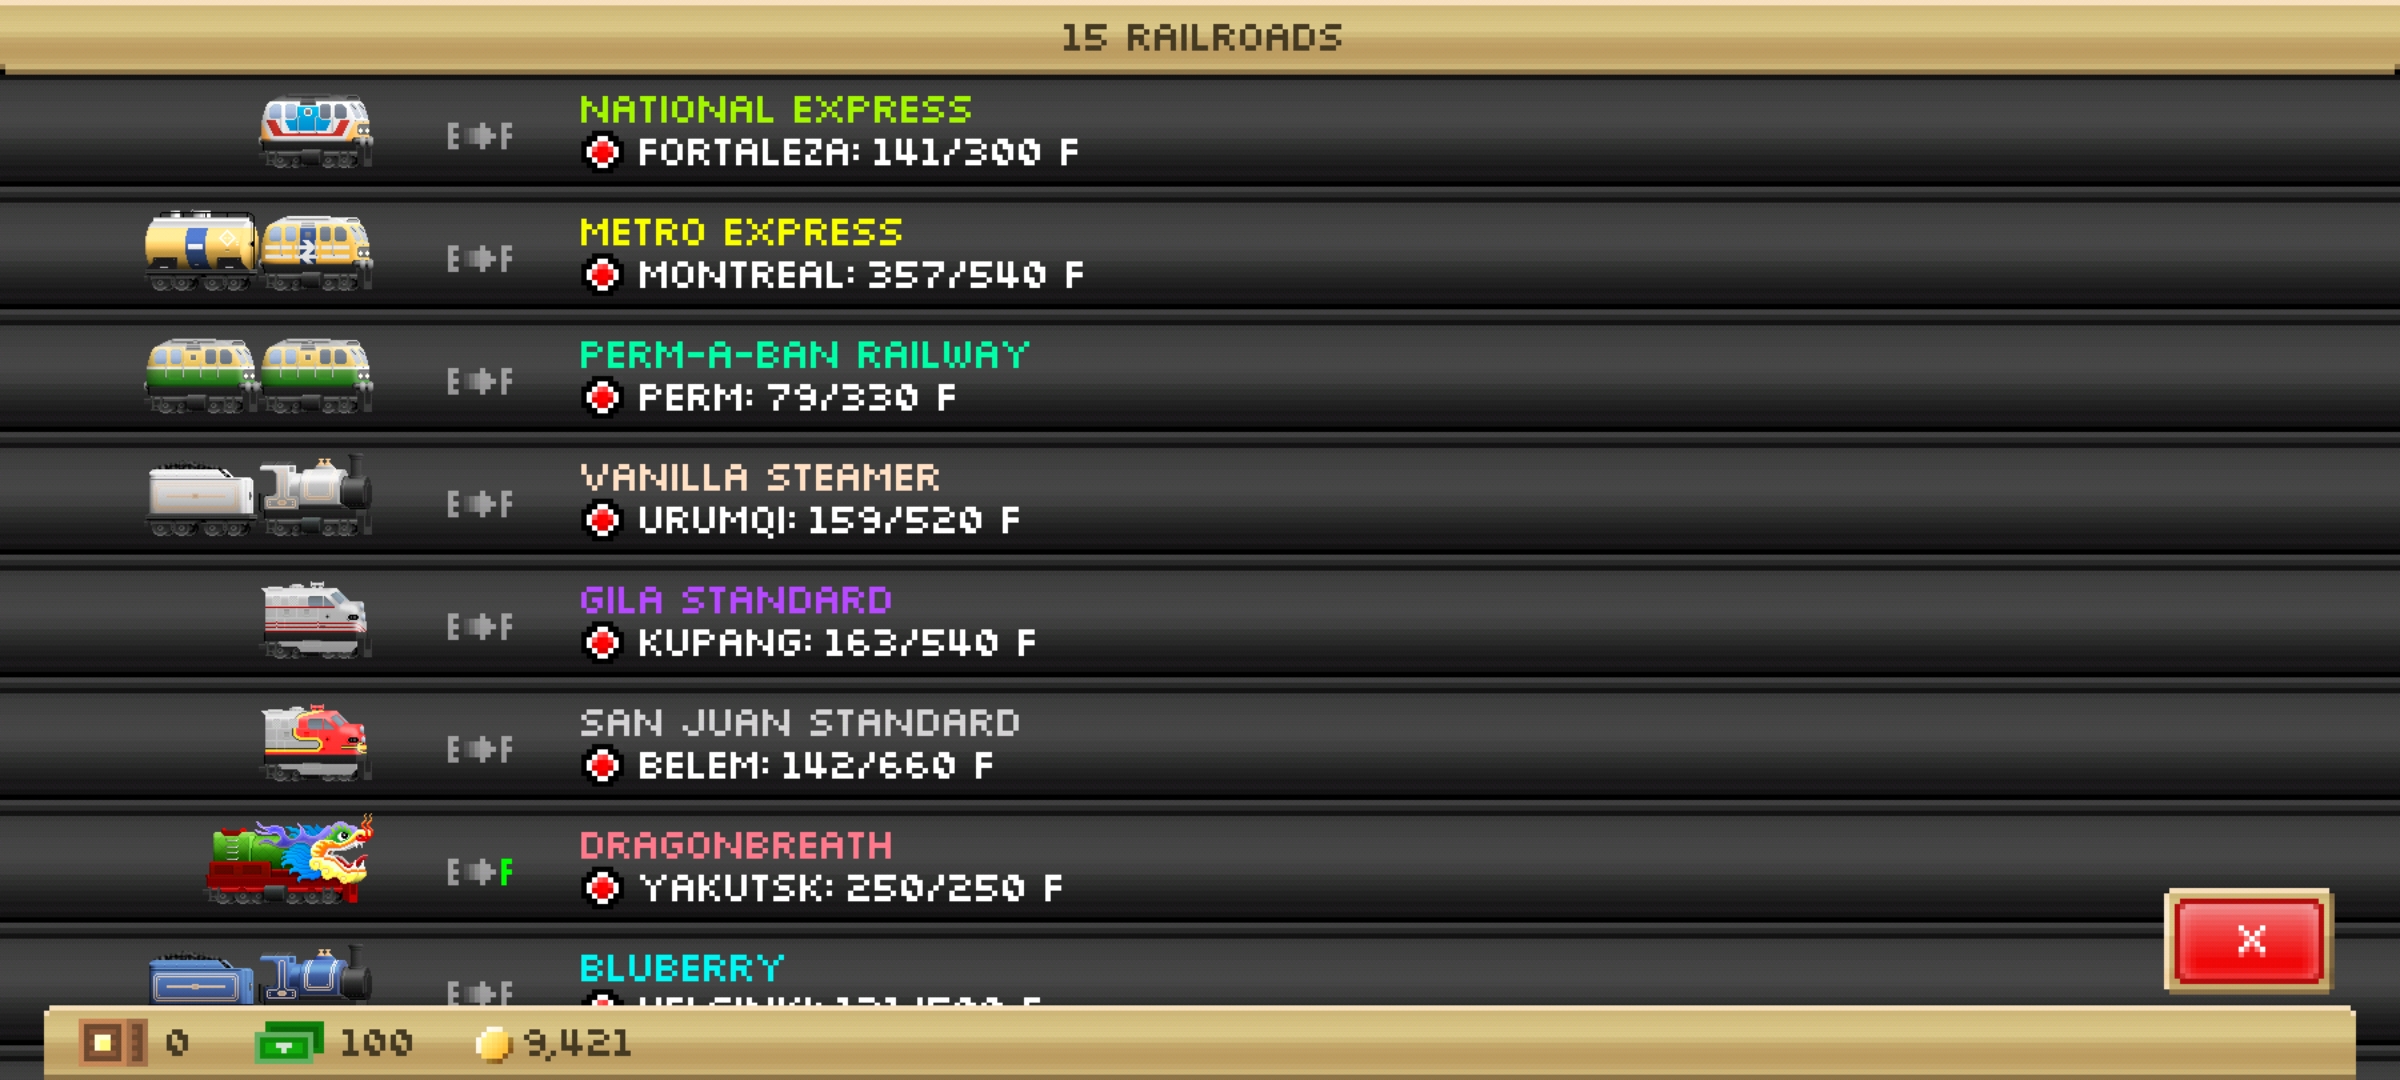 15 RAILROADS
E F NATIONAL EXPRESS
FORTALEZA: 141/300 F
E F METRO EXPRESS
MONTREAL: 357/540 F
E F PERM-A-BAN RAILWAY
PERM: 79/330 F
E F VANILLA STEAMER
URUMQI: 159/520 F
E F GILA STANDARD
KUPANG: 163/540 F
E F SAN JUAN STANDARD
BELEM: 142/660 F
E F DRAGONBREATH
YAKUTSK: 250/250 F
E F BLUBERRY
X
0 100 9,421